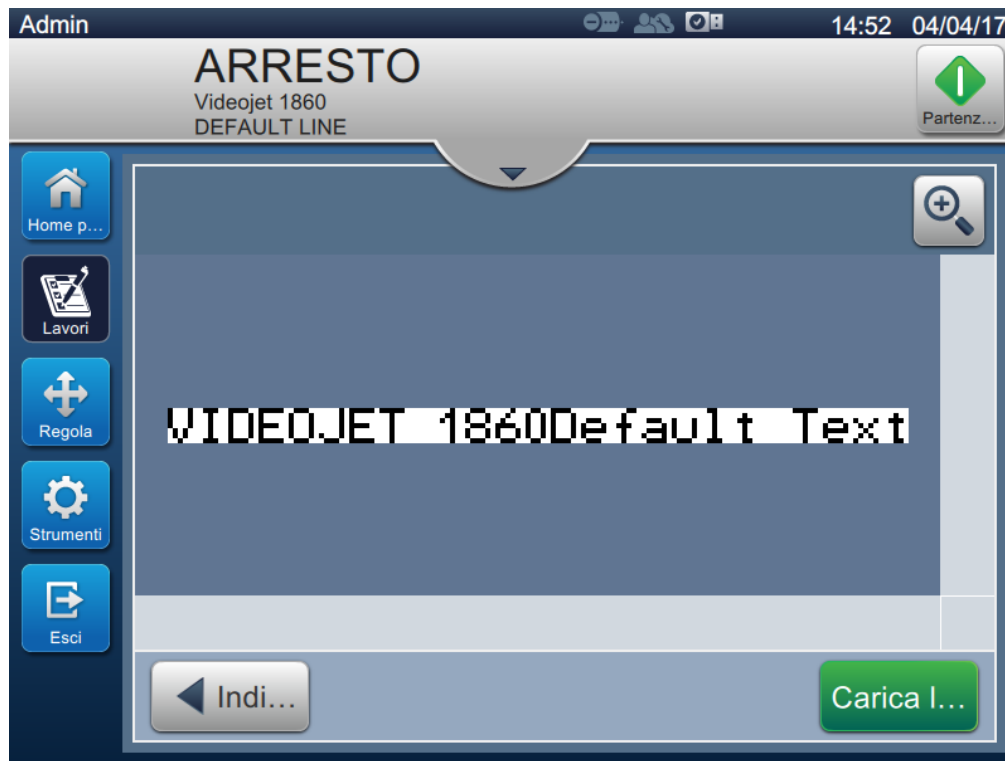 Admin 14:52 04/04/17
ARRESTO
Videojet 1860
DEFAULT LINE
Partenz...
Home p...
Lavori
Regola
Strumenti
Esci
VIDEOJET 1860Default Text
Indi...
Carica l...